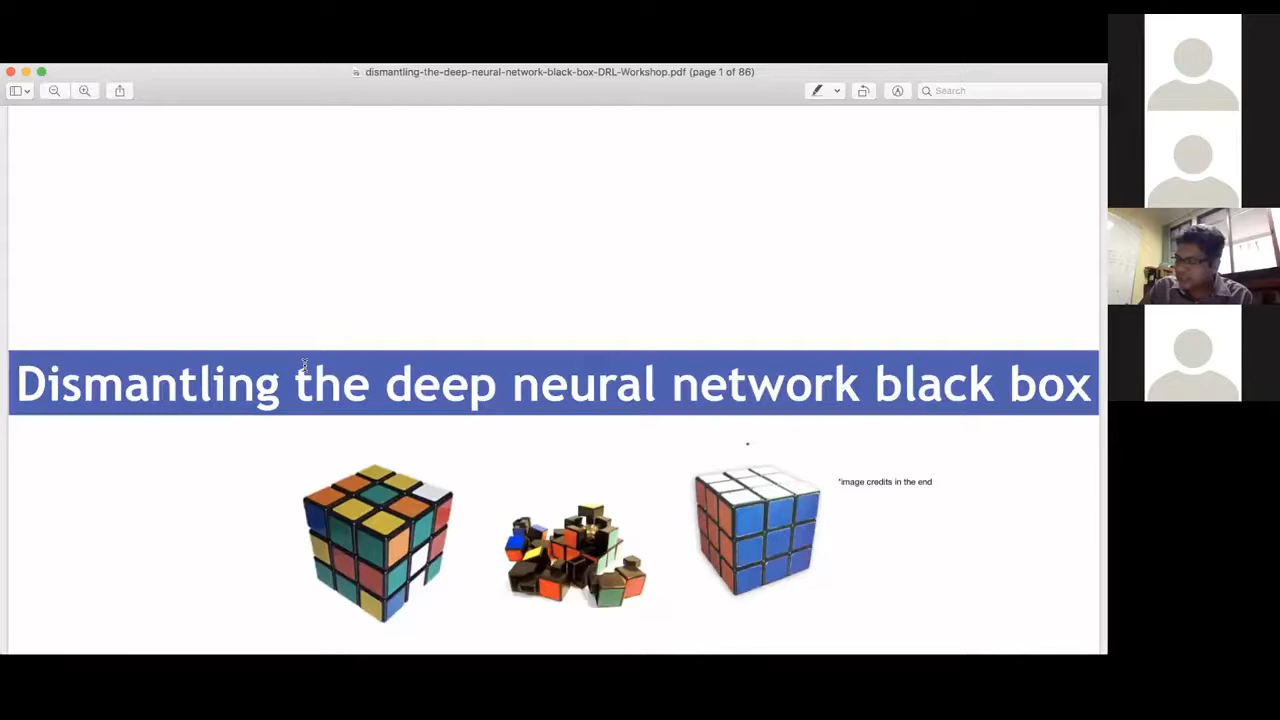 dismantling-the-deep-neural-network-black-box-DRL-Workshop.pdf (page 1 of 86)
Search
Dismantling the deep neural network black box
*image credits in the end